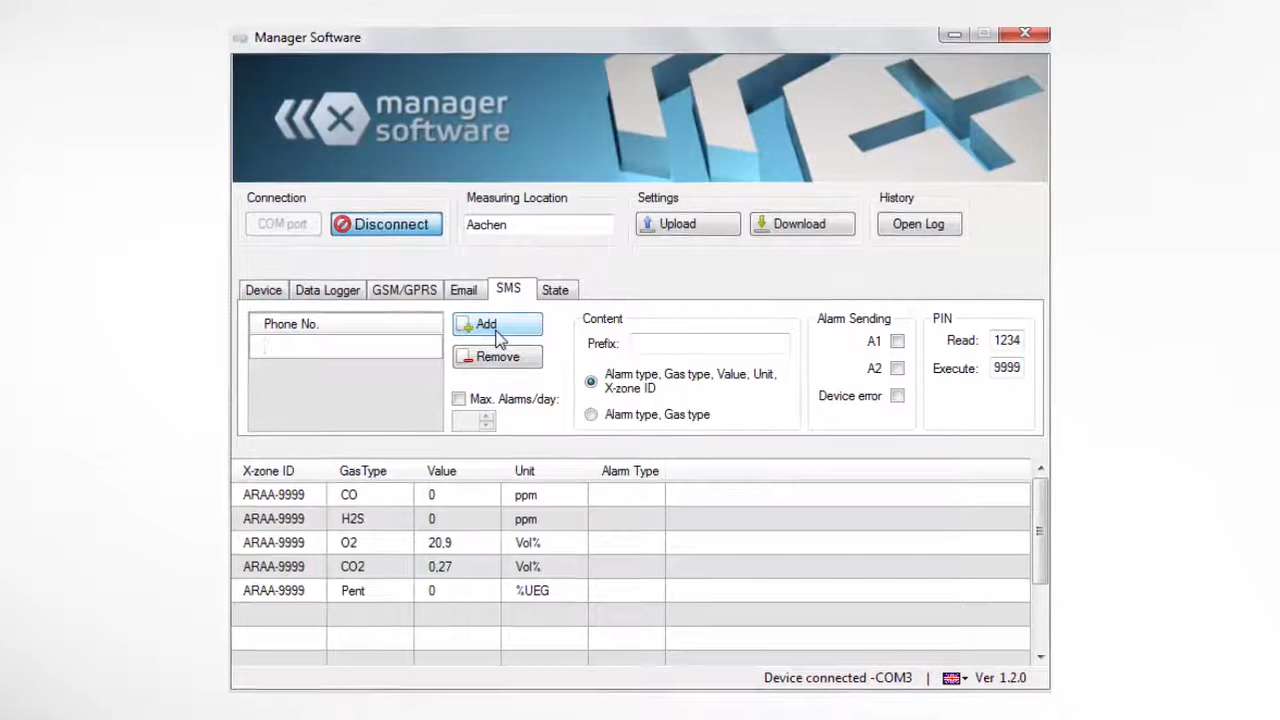 Manager Software
manager
software
Connection
Measuring Location
Settings
History
COM port
Disconnect
Aachen
Upload
Download
Open Log
Device
Data Logger
GSM/GPRS
Email
SMS
State
Phone No.
Add
Remove
Max. Alarms/day:
Content
Prefix:
Alarm type, Gas type, Value, Unit,
X-zone ID
Alarm type, Gas type
Alarm Sending
A1
A2
Device error
PIN
Read: 1234
Execute: 9999
X-zone ID GasType Value Unit Alarm Type
ARAA-9999 CO 0 ppm
ARAA-9999 H2S 0 ppm
ARAA-9999 O2 20,9 Vol%
ARAA-9999 CO2 0,27 Vol%
ARAA-9999 Pent 0 %UEG
Device connected -COM3 | Ver 1.2.0